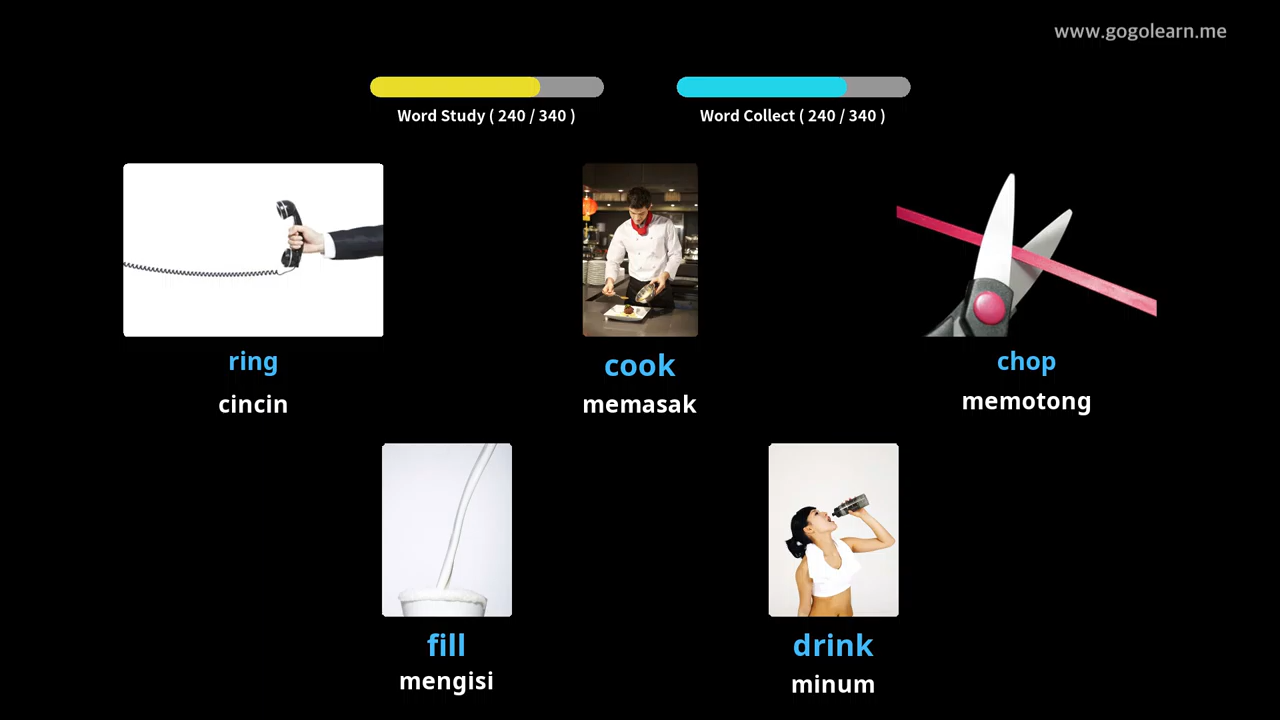 www.gogolearn.me
Word Study ( 240 / 340 )
Word Collect ( 240 / 340 )
ring
cincin
cook
memasak
chop
memotong
fill
mengisi
drink
minum